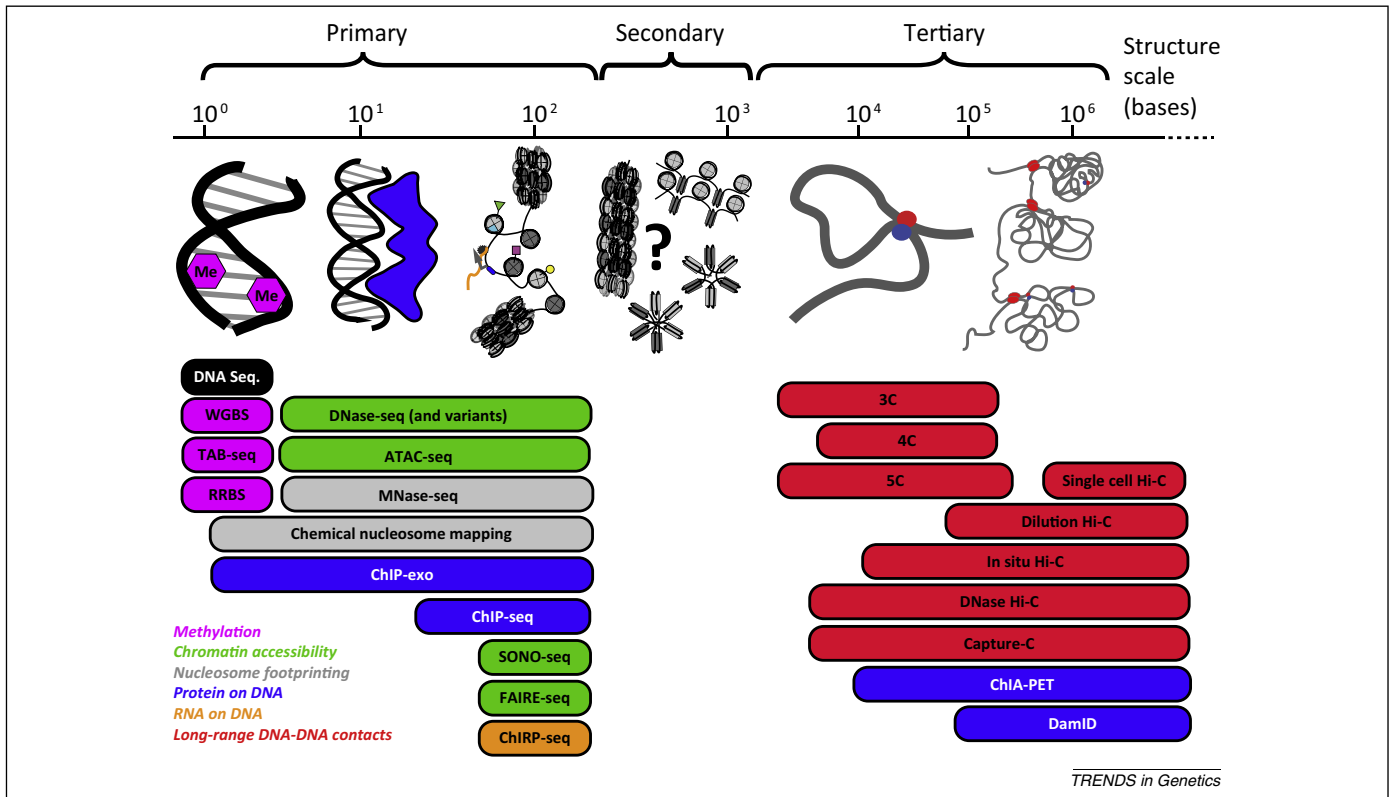 Primary
Secondary
Tertiary
Structure
scale
(bases)
10⁰
10¹
10²
10³
10⁴
10⁵
10⁶
Me
Me
?
DNA Seq.
WGBS
TAB-seq
RRBS
DNase-seq (and variants)
ATAC-seq
MNase-seq
Chemical nucleosome mapping
ChIP-exo
ChIP-seq
SONO-seq
FAIRE-seq
ChIRP-seq
Methylation
Chromatin accessibility
Nucleosome footprinting
Protein on DNA
RNA on DNA
Long-range DNA-DNA contacts
3C
4C
5C
Single cell Hi-C
Dilution Hi-C
In situ Hi-C
DNase Hi-C
Capture-C
ChIA-PET
DamID
TRENDS in Genetics